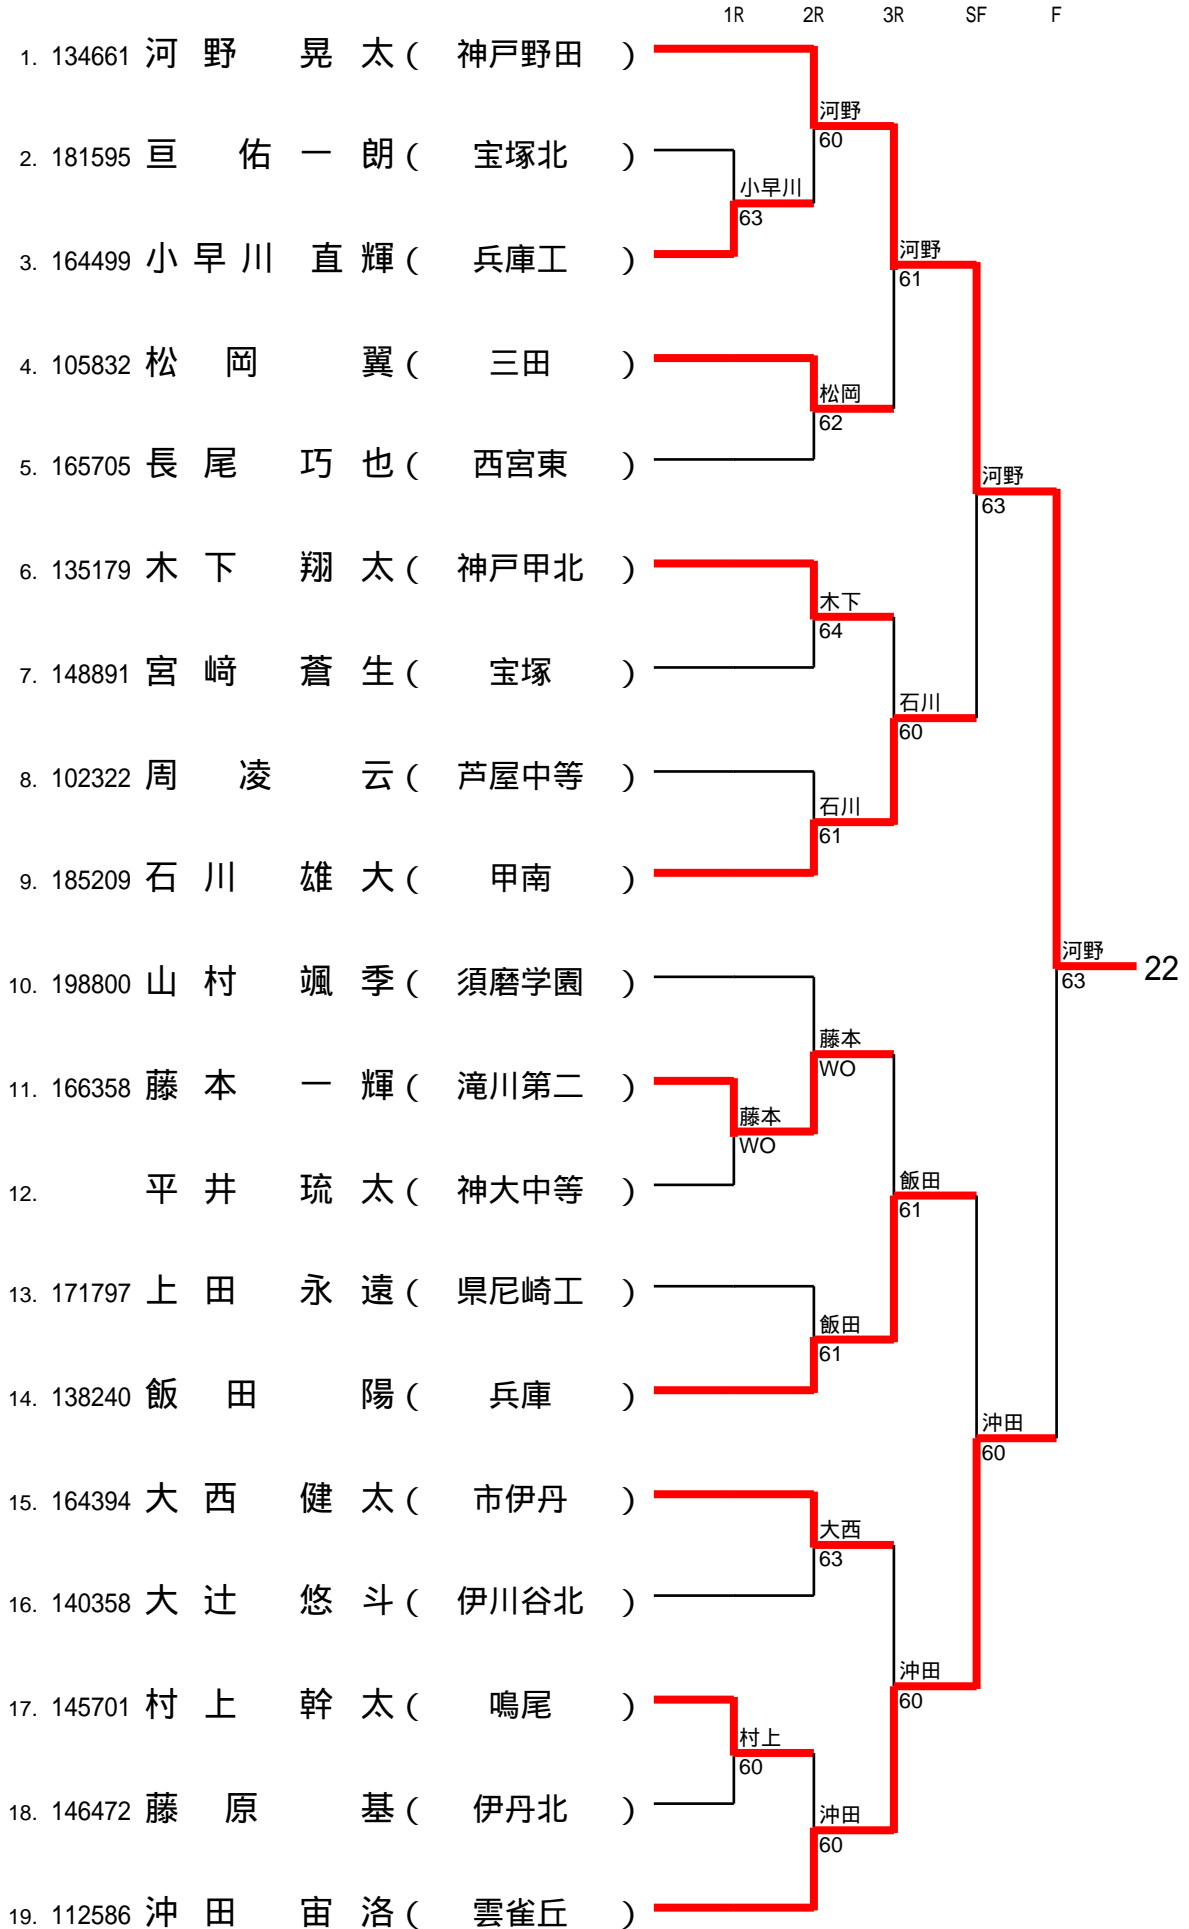 1R 2R 3R SF F
1. 134661 河野 晃太 ( 神戸野田 )
河野
60
2. 181595 亘 佑一朗 ( 宝塚北 )
小早川
63
3. 164499 小早川 直輝 ( 兵庫工 )
河野
61
4. 105832 松岡 翼 ( 三田 )
松岡
62
5. 165705 長尾 巧也 ( 西宮東 )
河野
63
6. 135179 木下 翔太 ( 神戸甲北 )
木下
64
7. 148891 宮﨑 蒼生 ( 宝塚 )
石川
60
8. 102322 周 凌云 ( 芦屋中等 )
石川
61
9. 185209 石川 雄大 ( 甲南 )
河野
63
22
10. 198800 山村 颯季 ( 須磨学園 )
藤本
WO
11. 166358 藤本 一輝 ( 滝川第二 )
藤本
WO
12. 平井 琉太 ( 神大中等 )
飯田
61
13. 171797 上田 永遠 ( 県尼崎工 )
飯田
61
14. 138240 飯田 陽 ( 兵庫 )
沖田
60
15. 164394 大西 健太 ( 市伊丹 )
大西
63
16. 140358 大辻 悠斗 ( 伊川谷北 )
沖田
60
17. 145701 村上 幹太 ( 鳴尾 )
村上
60
18. 146472 藤原 基 ( 伊丹北 )
沖田
60
19. 112586 沖田 宙洛 ( 雲雀丘 )